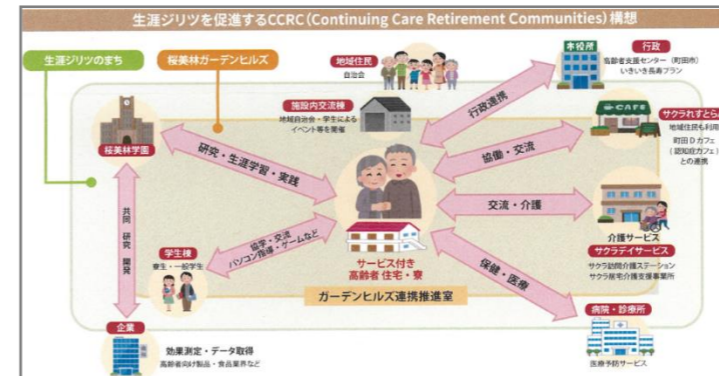 生涯ジリツを促進するCCRC(Continuing Care Retirement Communities)構想
生涯ジリツのまち
桜美林ガーデンヒルズ
地域住民
自治会
市役所
行政
高齢者支援センター(町田市)
いきいき長寿プラン
施設内交流棟
地域自治会・学生による
イベント等を開催
行政連携
CAFE
サクラれすとらん
地域住民も利用
町田Dカフェ
(認知症カフェ)
との連携
桜美林学園
研究・生涯学習・実践
協働・交流
交流・介護
介護サービス
サクラデイサービス
サクラ訪問介護ステーション
サクラ居宅介護支援事業所
共同 研究 開発
学生棟
寮生・一般学生
協学・交流
パソコン指導・ゲームなど
サービス付き
高齢者 住宅・寮
保健・医療
ガーデンヒルズ連携推進室
病院・診療所
医療予防サービス
企業
効果測定・データ取得
高齢者向け製品・食品業界など